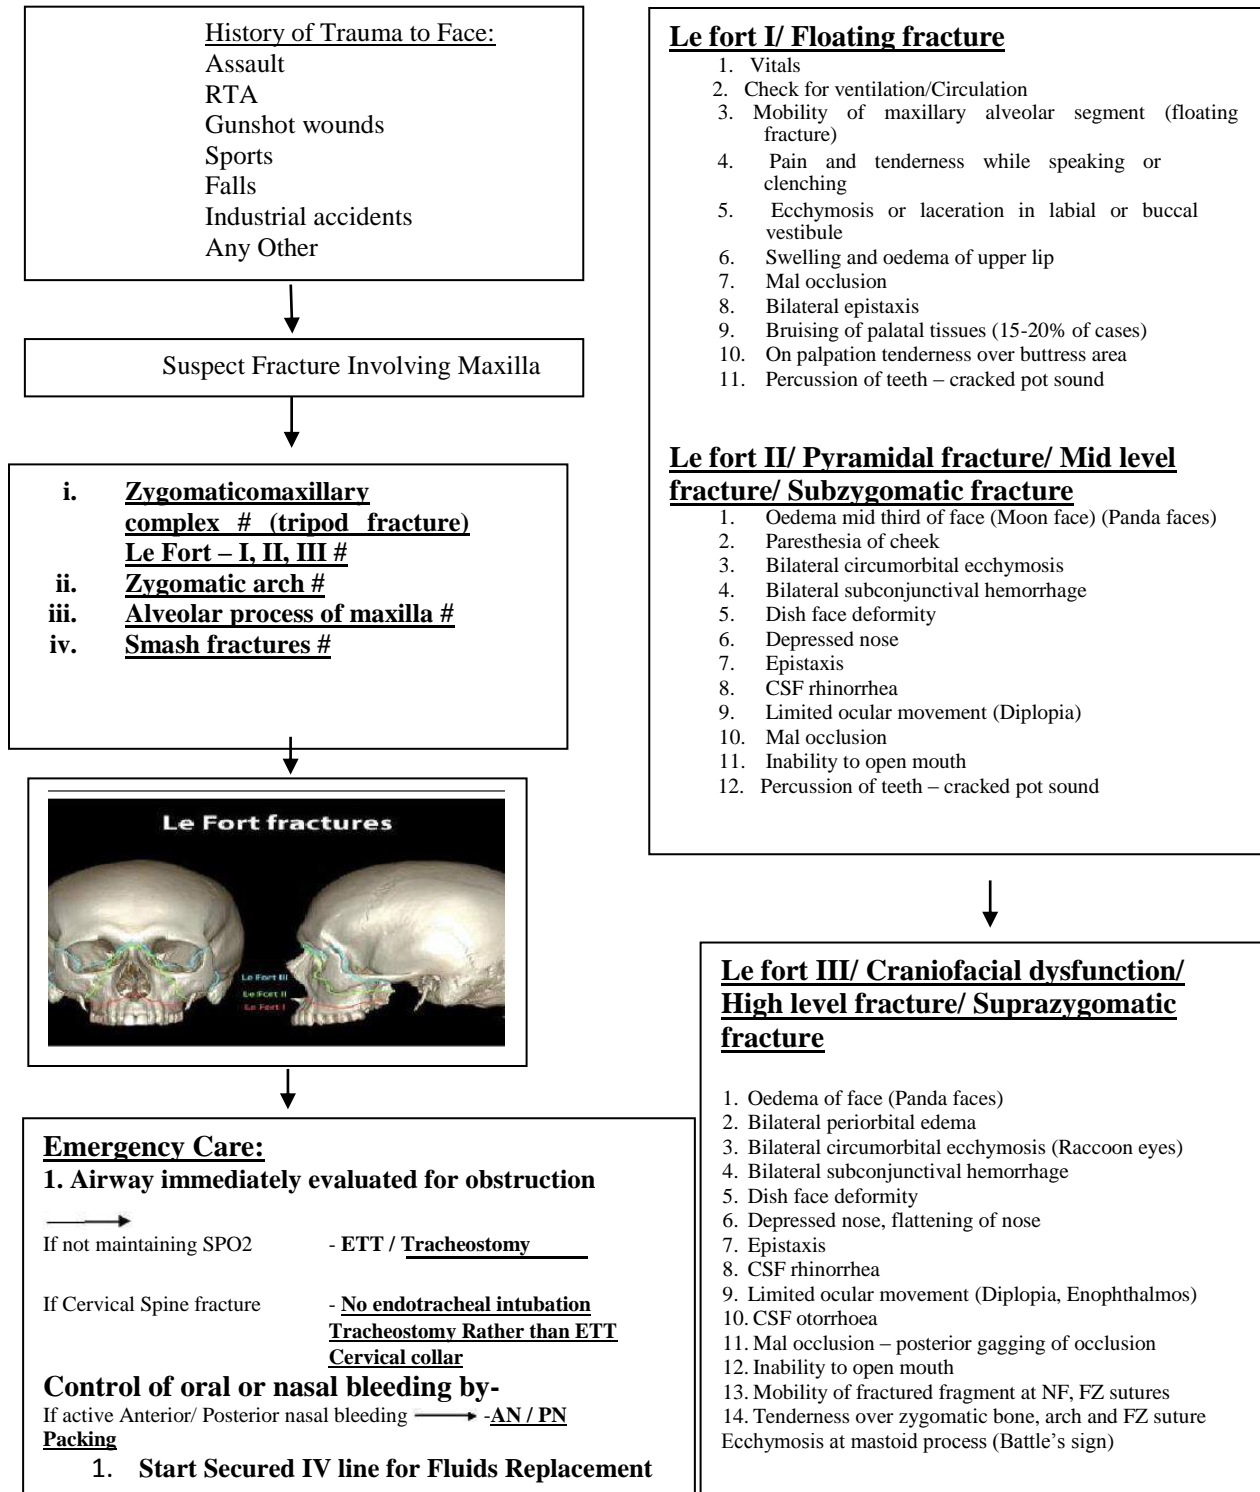 History of Trauma to Face:
Assault
RTA
Gunshot wounds
Sports
Falls
Industrial accidents
Any Other
Suspect Fracture Involving Maxilla
i. Zygomaticomaxillary
complex # (tripod fracture)
Le Fort – I, II, III #
ii. Zygomatic arch #
iii. Alveolar process of maxilla #
iv. Smash fractures #
Le Fort fractures
Le Fort III
Le Fort II
Le Fort I
Emergency Care:
1. Airway immediately evaluated for obstruction
If not maintaining SPO2 - ETT / Tracheostomy
If Cervical Spine fracture - No endotracheal intubation
Tracheostomy Rather than ETT
Cervical collar
Control of oral or nasal bleeding by-
If active Anterior/ Posterior nasal bleeding -AN / PN
Packing
1. Start Secured IV line for Fluids Replacement
Le fort I/ Floating fracture
1. Vitals
2. Check for ventilation/Circulation
3. Mobility of maxillary alveolar segment (floating
fracture)
4. Pain and tenderness while speaking or
clenching
5. Ecchymosis or laceration in labial or buccal
vestibule
6. Swelling and oedema of upper lip
7. Mal occlusion
8. Bilateral epistaxis
9. Bruising of palatal tissues (15-20% of cases)
10. On palpation tenderness over buttress area
11. Percussion of teeth – cracked pot sound
Le fort II/ Pyramidal fracture/ Mid level
fracture/ Subzygomatic fracture
1. Oedema mid third of face (Moon face) (Panda faces)
2. Paresthesia of cheek
3. Bilateral circumorbital ecchymosis
4. Bilateral subconjunctival hemorrhage
5. Dish face deformity
6. Depressed nose
7. Epistaxis
8. CSF rhinorrhea
9. Limited ocular movement (Diplopia)
10. Mal occlusion
11. Inability to open mouth
12. Percussion of teeth – cracked pot sound
Le fort III/ Craniofacial dysfunction/
High level fracture/ Suprazygomatic
fracture
1. Oedema of face (Panda faces)
2. Bilateral periorbital edema
3. Bilateral circumorbital ecchymosis (Raccoon eyes)
4. Bilateral subconjunctival hemorrhage
5. Dish face deformity
6. Depressed nose, flattening of nose
7. Epistaxis
8. CSF rhinorrhea
9. Limited ocular movement (Diplopia, Enophthalmos)
10. CSF otorrhoea
11. Mal occlusion – posterior gagging of occlusion
12. Inability to open mouth
13. Mobility of fractured fragment at NF, FZ sutures
14. Tenderness over zygomatic bone, arch and FZ suture
Ecchymosis at mastoid process (Battle's sign)